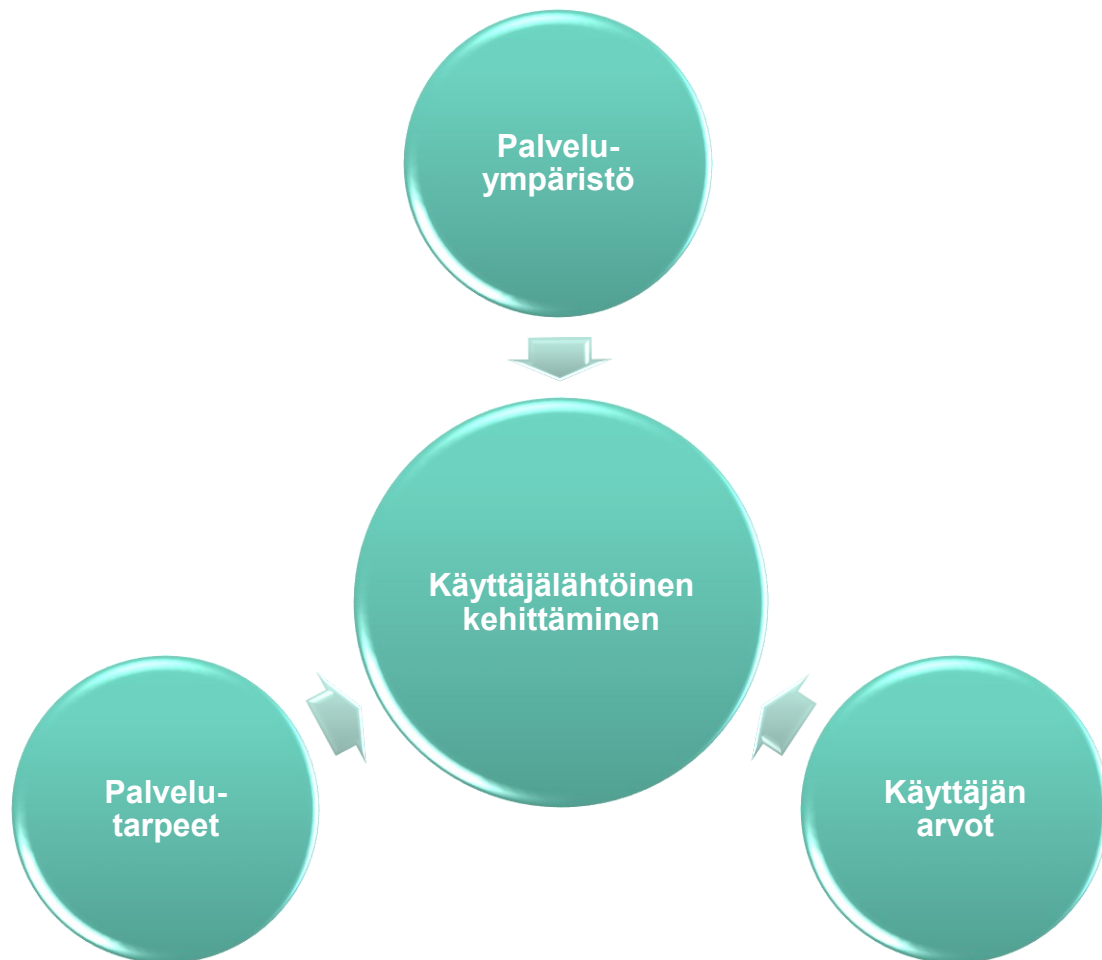 Palvelu-
ympäristö
Käyttäjälähtöinen
kehittäminen
Palvelu-
tarpeet
Käyttäjän
arvot